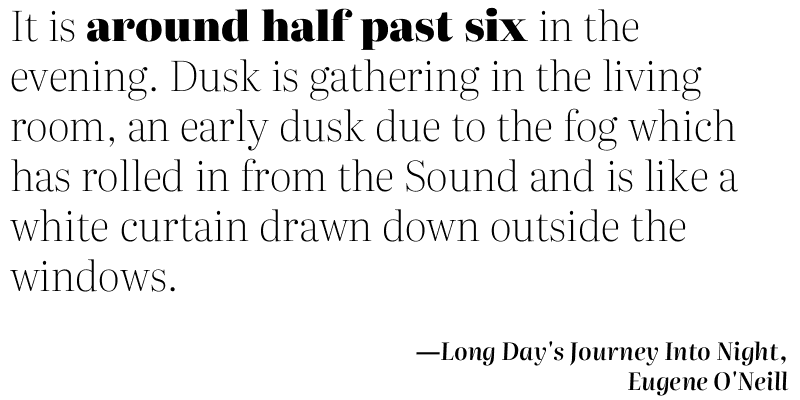 It is around half past six in the
evening. Dusk is gathering in the living
room, an early dusk due to the fog which
has rolled in from the Sound and is like a
white curtain drawn down outside the
windows.
—Long Day's Journey Into Night,
Eugene O'Neill